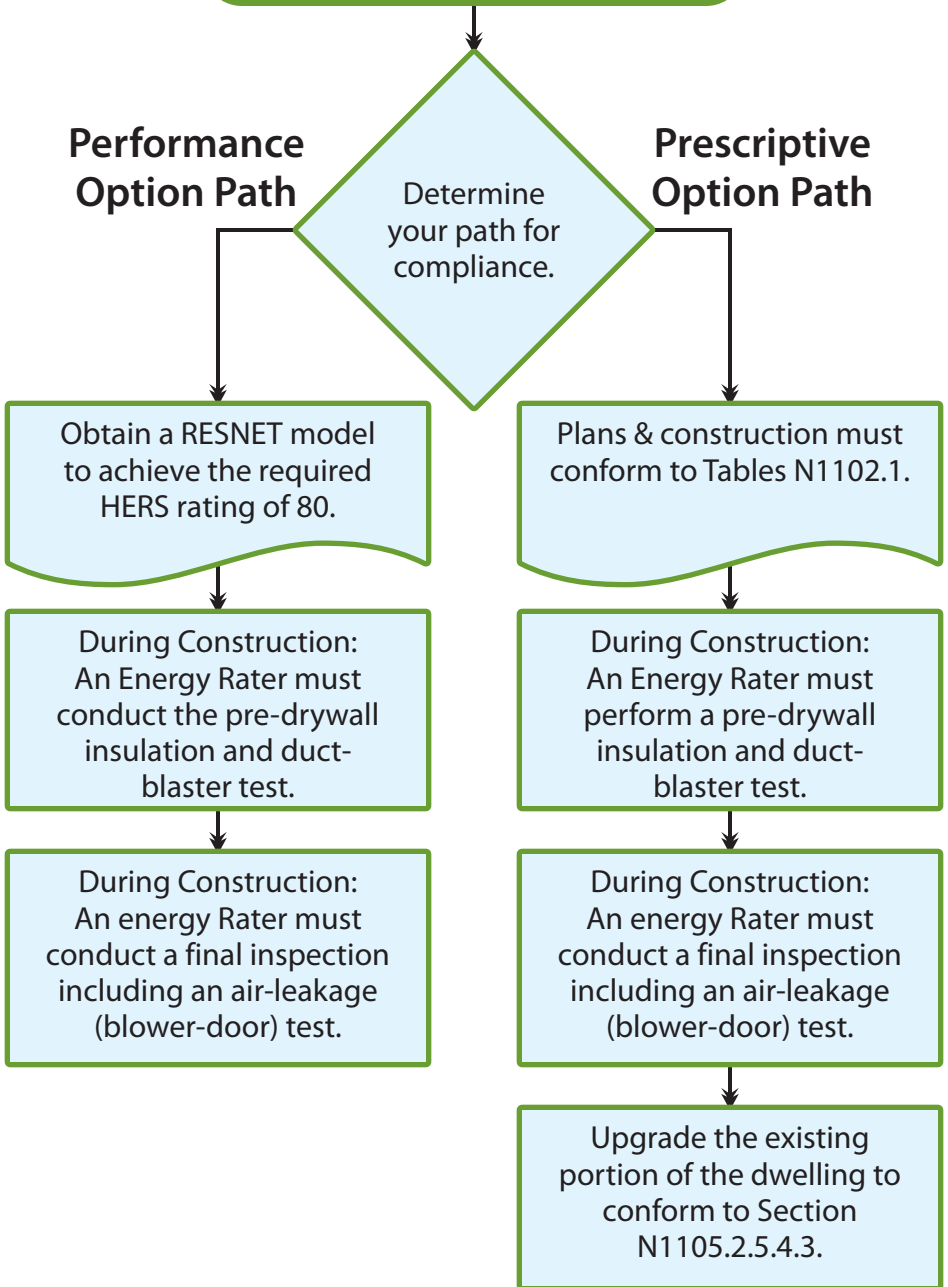 Performance
Option Path
Prescriptive
Option Path
Determine
your path for
compliance.
Obtain a RESNET model
to achieve the required
HERS rating of 80.
Plans & construction must
conform to Tables N1102.1.
During Construction:
An Energy Rater must
conduct the pre-drywall
insulation and duct-
blaster test.
During Construction:
An Energy Rater must
perform a pre-drywall
insulation and duct-
blaster test.
During Construction:
An energy Rater must
conduct a final inspection
including an air-leakage
(blower-door) test.
During Construction:
An energy Rater must
conduct a final inspection
including an air-leakage
(blower-door) test.
Upgrade the existing
portion of the dwelling to
conform to Section
N1105.2.5.4.3.